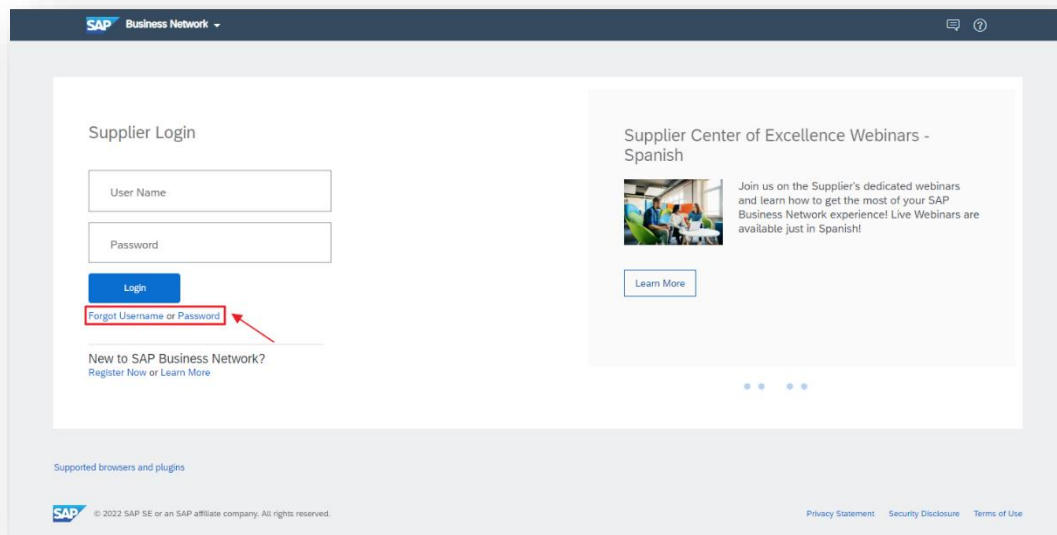 SAP Business Network
Supplier Login
User Name
Password
Login
Forgot Username or Password
New to SAP Business Network?
Register Now or Learn More
Supplier Center of Excellence Webinars -
Spanish
Join us on the Supplier's dedicated webinars
and learn how to get the most of your SAP
Business Network experience! Live Webinars are
available just in Spanish!
Learn More
Supported browsers and plugins
SAP © 2022 SAP SE or an SAP affiliate company. All rights reserved.
Privacy Statement Security Disclosure Terms of Use